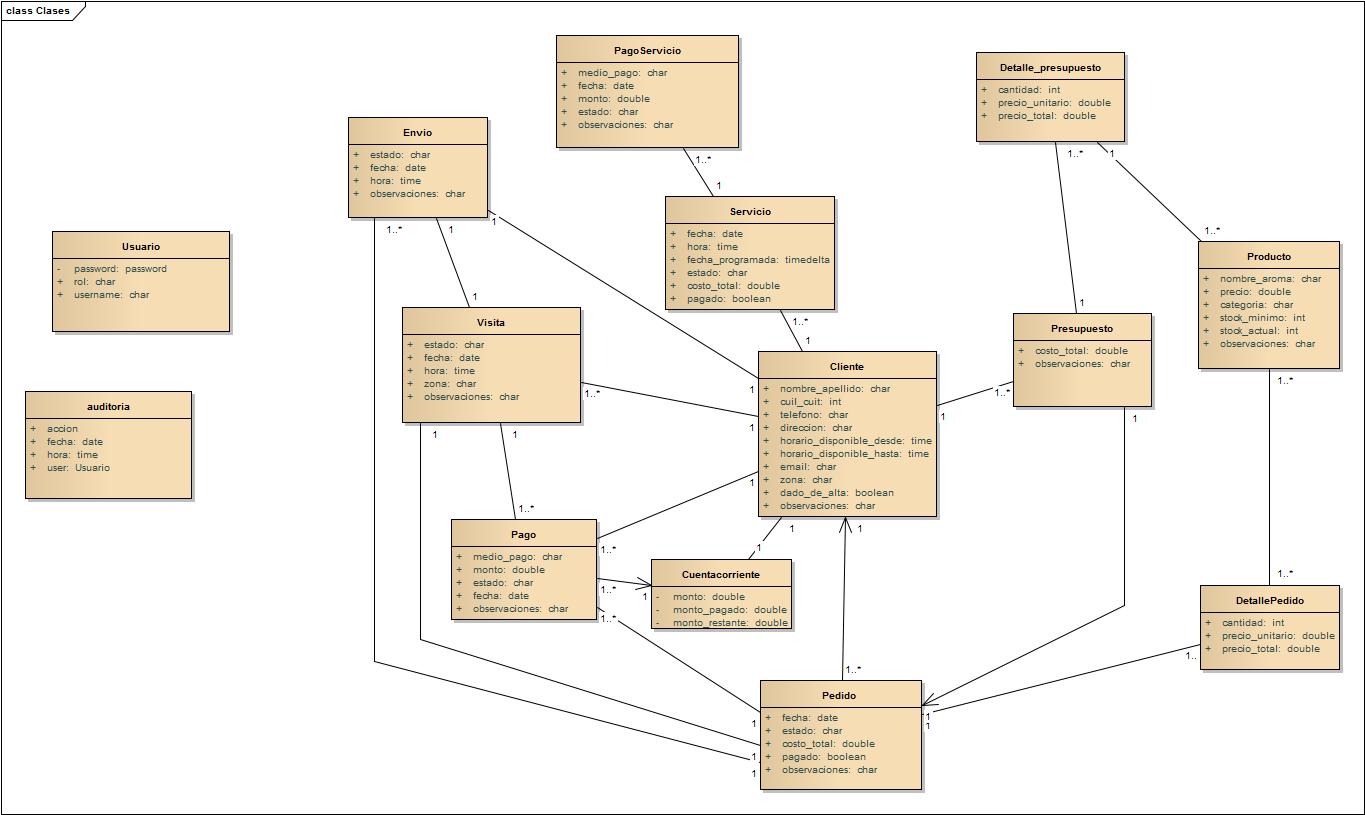 class Clases
PagoServicio
+ medio_pago: char
+ fecha: date
+ monto: double
+ estado: char
+ observaciones: char
Detalle_presupuesto
+ cantidad: int
+ precio_unitario: double
+ precio_total: double
Envio
+ estado: char
+ fecha: date
+ hora: time
+ observaciones: char
1..*
1
1..*
1
Servicio
+ fecha: date
+ hora: time
+ fecha_programada: timedelta
+ estado: char
+ costo_total: double
+ pagado: boolean
1..*
1
1
1..*
Usuario
- password: password
+ rol: char
+ username: char
Producto
+ nombre_aroma: char
+ precio: double
+ categoria: char
+ stock_minimo: int
+ stock_actual: int
+ observaciones: char
1
1
Visita
+ estado: char
+ fecha: date
+ hora: time
+ zona: char
+ observaciones: char
1..*
1
Presupuesto
+ costo_total: double
+ observaciones: char
Cliente
+ nombre_apellido: char
+ cuil_cuit: int
+ telefono: char
+ direccion: char
+ horario_disponible_desde: time
+ horario_disponible_hasta: time
+ email: char
+ zona: char
+ dado_de_alta: boolean
+ observaciones: char
1..*
1
1..*
1
1
1..*
1
auditoria
+ accion
+ fecha: date
+ hora: time
+ user: Usuario
1
1
1
1..*
Pago
+ medio_pago: char
+ monto: double
+ estado: char
+ fecha: date
+ observaciones: char
1
1
1
1..*
Cuentacorriente
- monto: double
- monto_pagado: double
- monto_restante: double
1..*
1
1..*
1..*
DetallePedido
+ cantidad: int
+ precio_unitario: double
+ precio_total: double
1..
1..*
Pedido
+ fecha: date
+ estado: char
+ costo_total: double
+ pagado: boolean
+ observaciones: char
1
1
1
1
1